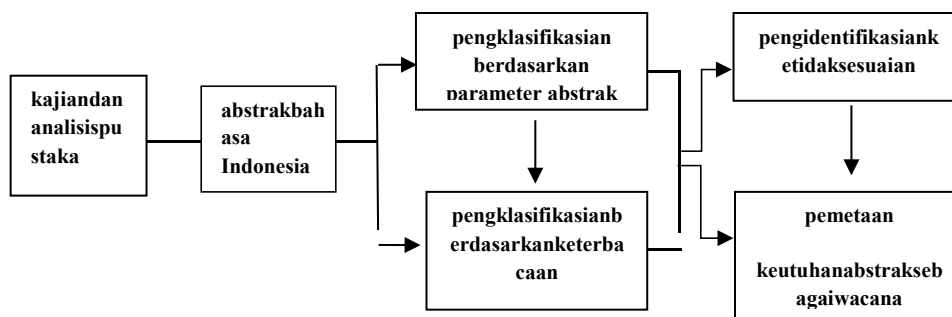 kajiandan
analisispu
staka
abstrakbah
asa
Indonesia
pengklasifikasian
berdasarkan
parameter abstrak
pengklasifikasianb
erdasarkanketerba
caan
pengidentifikasiank
etidaksesuaian
pemetaan
keutuhanabstrakseb
agaiwacana